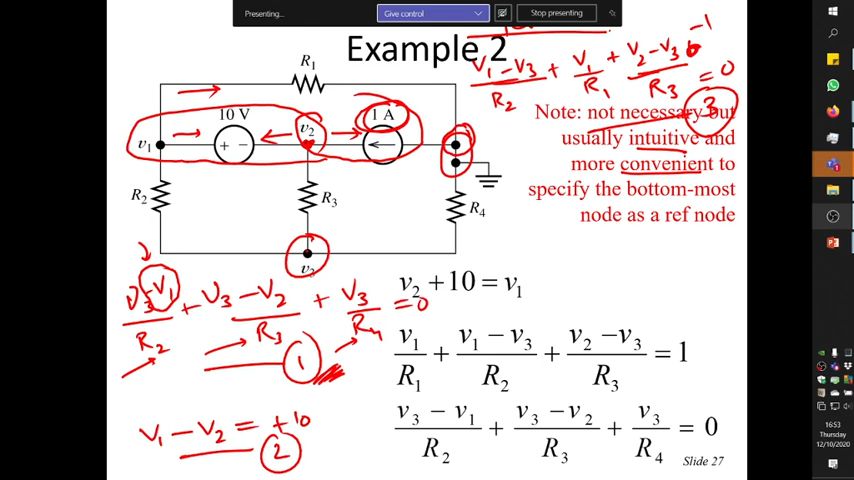 Presenting...
Give control
Stop presenting
Example 2
V1 – V3 / R2 + V1 / R1 + V2 – V3 / R3 -1 = 0
3
R1
10 V
1 A
v1
v2
+ −
R2
R3
R4
Note: not necessary but
usually intuitive and
more convenient to
specify the bottom-most
node as a ref node
V3 – V1 / R2 + V3 – V2 / R3 + V3 / R4 = 0
1
V1 – V2 = +10
2
v2 + 10 = v1
v1 / R1 + v1 − v3 / R2 + v2 − v3 / R3 = 1
v3 − v1 / R2 + v3 − v2 / R3 + v3 / R4 = 0
Slide 27
16:53
Thursday
12/10/2020